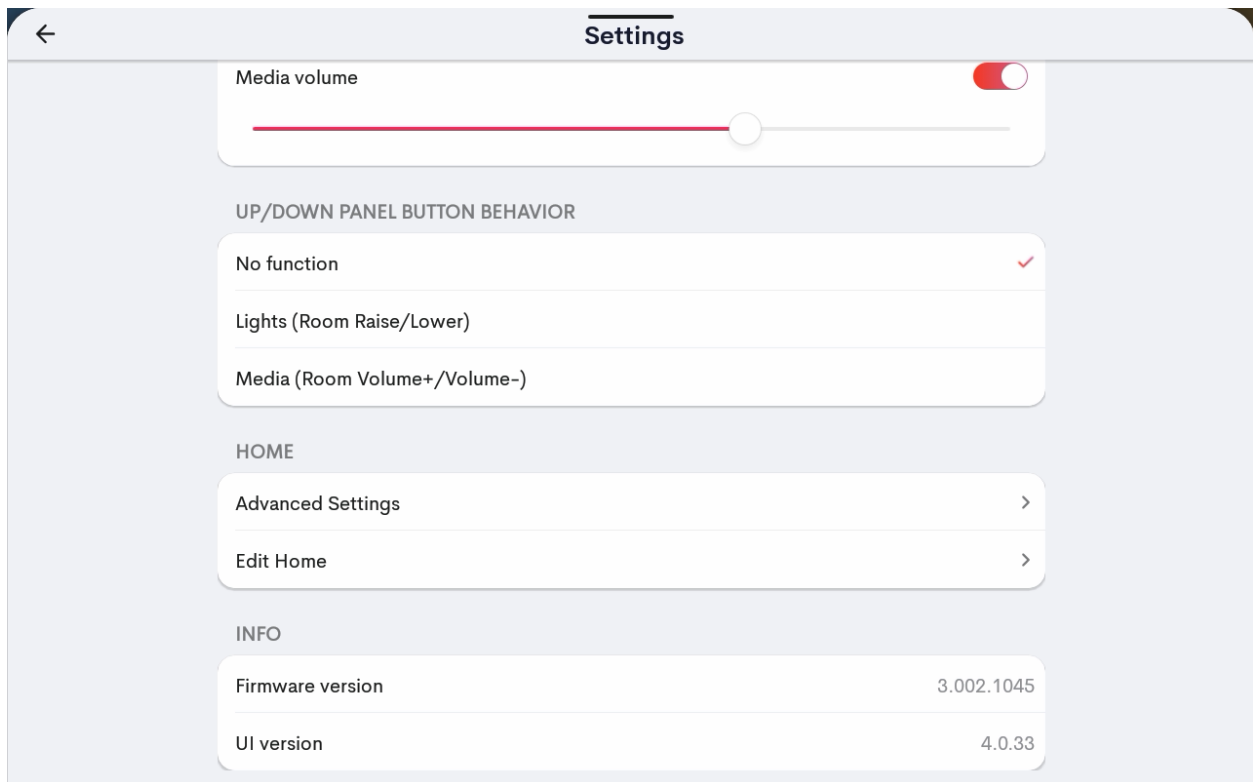 Settings
Media volume
UP/DOWN PANEL BUTTON BEHAVIOR
No function
Lights (Room Raise/Lower)
Media (Room Volume+/Volume-)
HOME
Advanced Settings
Edit Home
INFO
Firmware version 3.002.1045
UI version 4.0.33